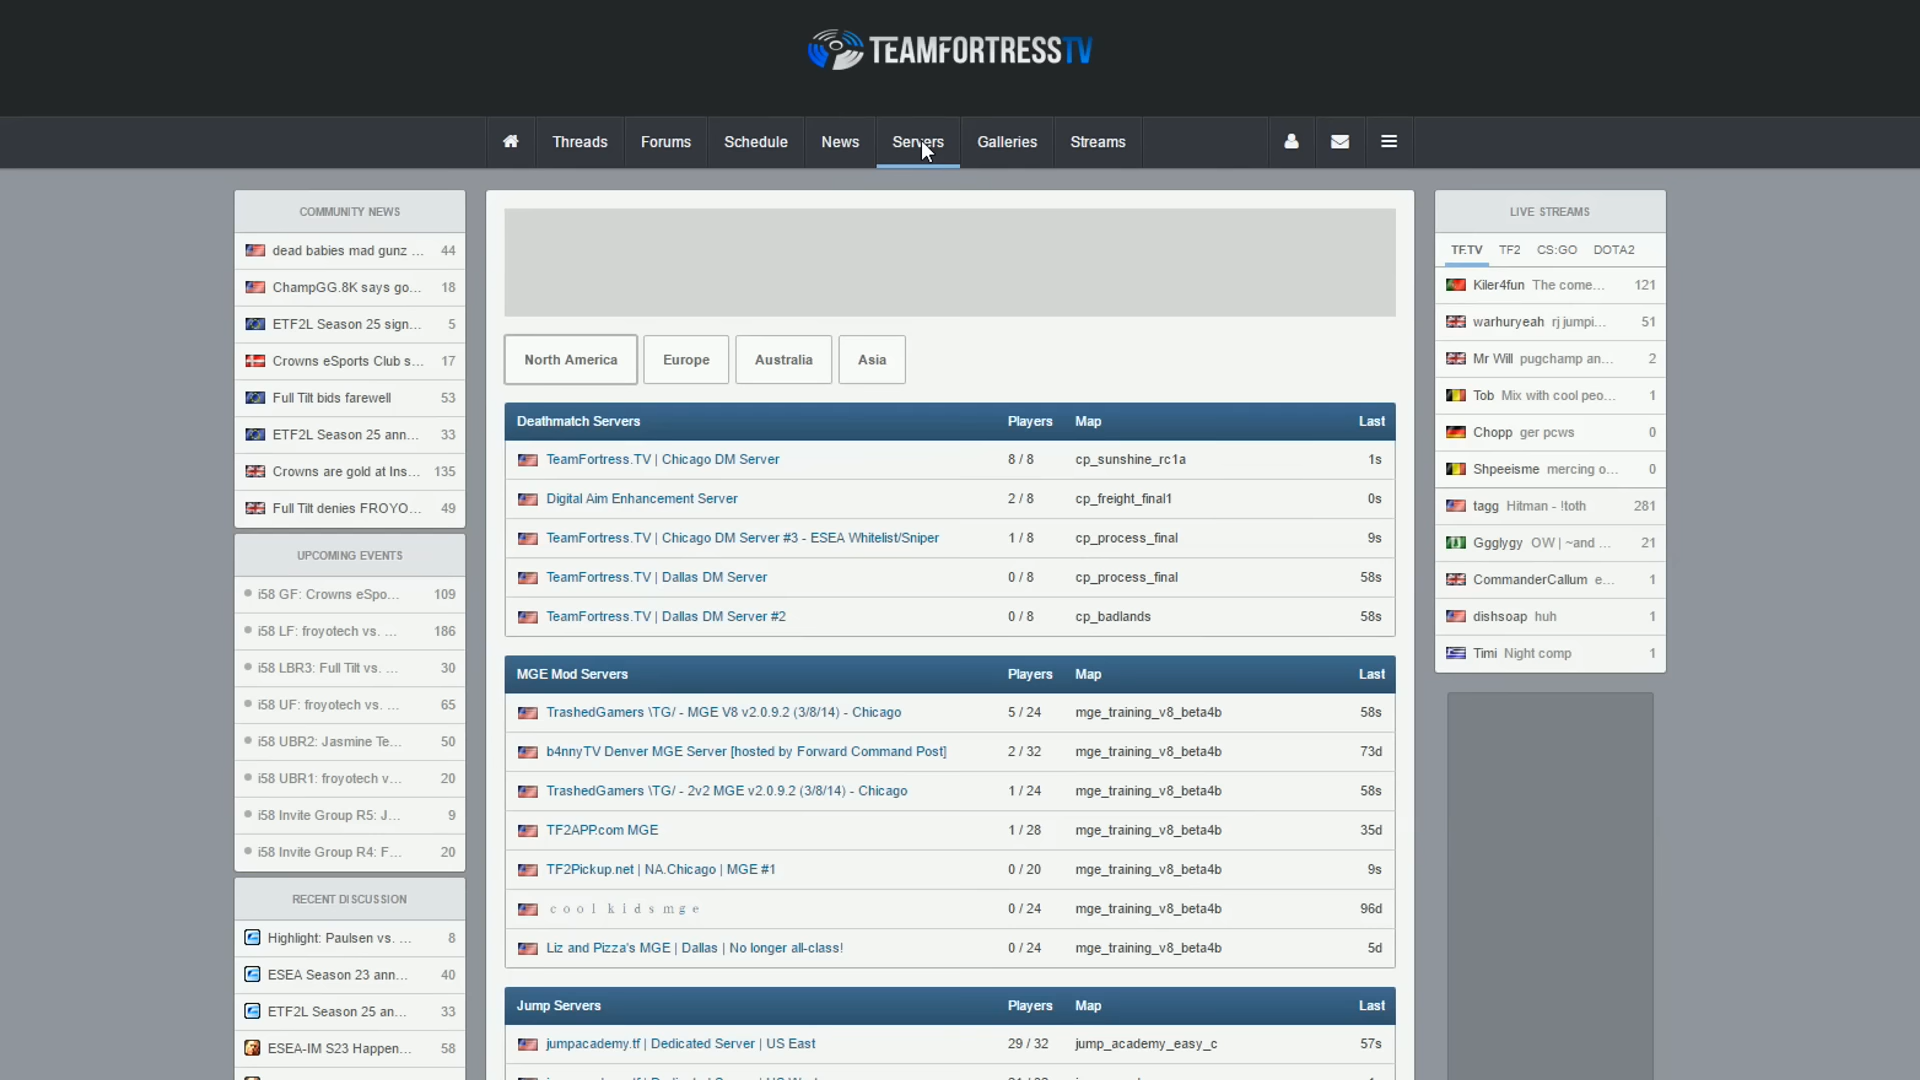 TEAMFORTRESSTV
Threads Forums Schedule News Servers Galleries Streams
COMMUNITY NEWS
dead babies mad gunz ... 44
ChampGG.8K says go... 18
ETF2L Season 25 sign... 5
Crowns eSports Club s... 17
Full Tilt bids farewell 53
ETF2L Season 25 ann... 33
Crowns are gold at Ins... 135
Full Tilt denies FROYO... 49
UPCOMING EVENTS
i58 GF: Crowns eSpo... 109
i58 LF: froyotech vs. ... 186
i58 LBR3: Full Tilt vs. ... 30
i58 UF: froyotech vs. ... 65
i58 UBR2: Jasmine Te... 50
i58 UBR1: froyotech v... 20
i58 Invite Group R5: J... 9
i58 Invite Group R4: F... 20
RECENT DISCUSSION
Highlight: Paulsen vs. ... 8
ESEA Season 23 ann... 40
ETF2L Season 25 an... 33
ESEA-IM S23 Happen... 58
North America Europe Australia Asia
Deathmatch Servers Players Map Last
TeamFortress.TV | Chicago DM Server 8 / 8 cp_sunshine_rc1a 1s
Digital Aim Enhancement Server 2 / 8 cp_freight_final1 0s
TeamFortress.TV | Chicago DM Server #3 - ESEA Whitelist/Sniper 1 / 8 cp_process_final 9s
TeamFortress.TV | Dallas DM Server 0 / 8 cp_process_final 58s
TeamFortress.TV | Dallas DM Server #2 0 / 8 cp_badlands 58s
MGE Mod Servers Players Map Last
TrashedGamers \TG/ - MGE V8 v2.0.9.2 (3/8/14) - Chicago 5 / 24 mge_training_v8_beta4b 58s
b4nnyTV Denver MGE Server [hosted by Forward Command Post] 2 / 32 mge_training_v8_beta4b 73d
TrashedGamers \TG/ - 2v2 MGE v2.0.9.2 (3/8/14) - Chicago 1 / 24 mge_training_v8_beta4b 58s
TF2APP.com MGE 1 / 28 mge_training_v8_beta4b 35d
TF2Pickup.net | NA.Chicago | MGE #1 0 / 20 mge_training_v8_beta4b 9s
ｃｏｏｌ ｋｉｄｓ ｍｇｅ 0 / 24 mge_training_v8_beta4b 96d
Liz and Pizza's MGE | Dallas | No longer all-class! 0 / 24 mge_training_v8_beta4b 5d
Jump Servers Players Map Last
jumpacademy.tf | Dedicated Server | US East 29 / 32 jump_academy_easy_c 57s
LIVE STREAMS
TF.TV TF2 CS:GO DOTA2
Kiler4fun The come... 121
warhuryeah rj jumpi... 51
Mr Will pugchamp an... 2
Tob Mix with cool peo... 1
Chopp ger pcws 0
Shpeeisme mercing o... 0
tagg Hitman - !toth 281
Ggglygy OW | ~and ... 21
CommanderCallum e... 1
dishsoap huh 1
Timi Night comp 1